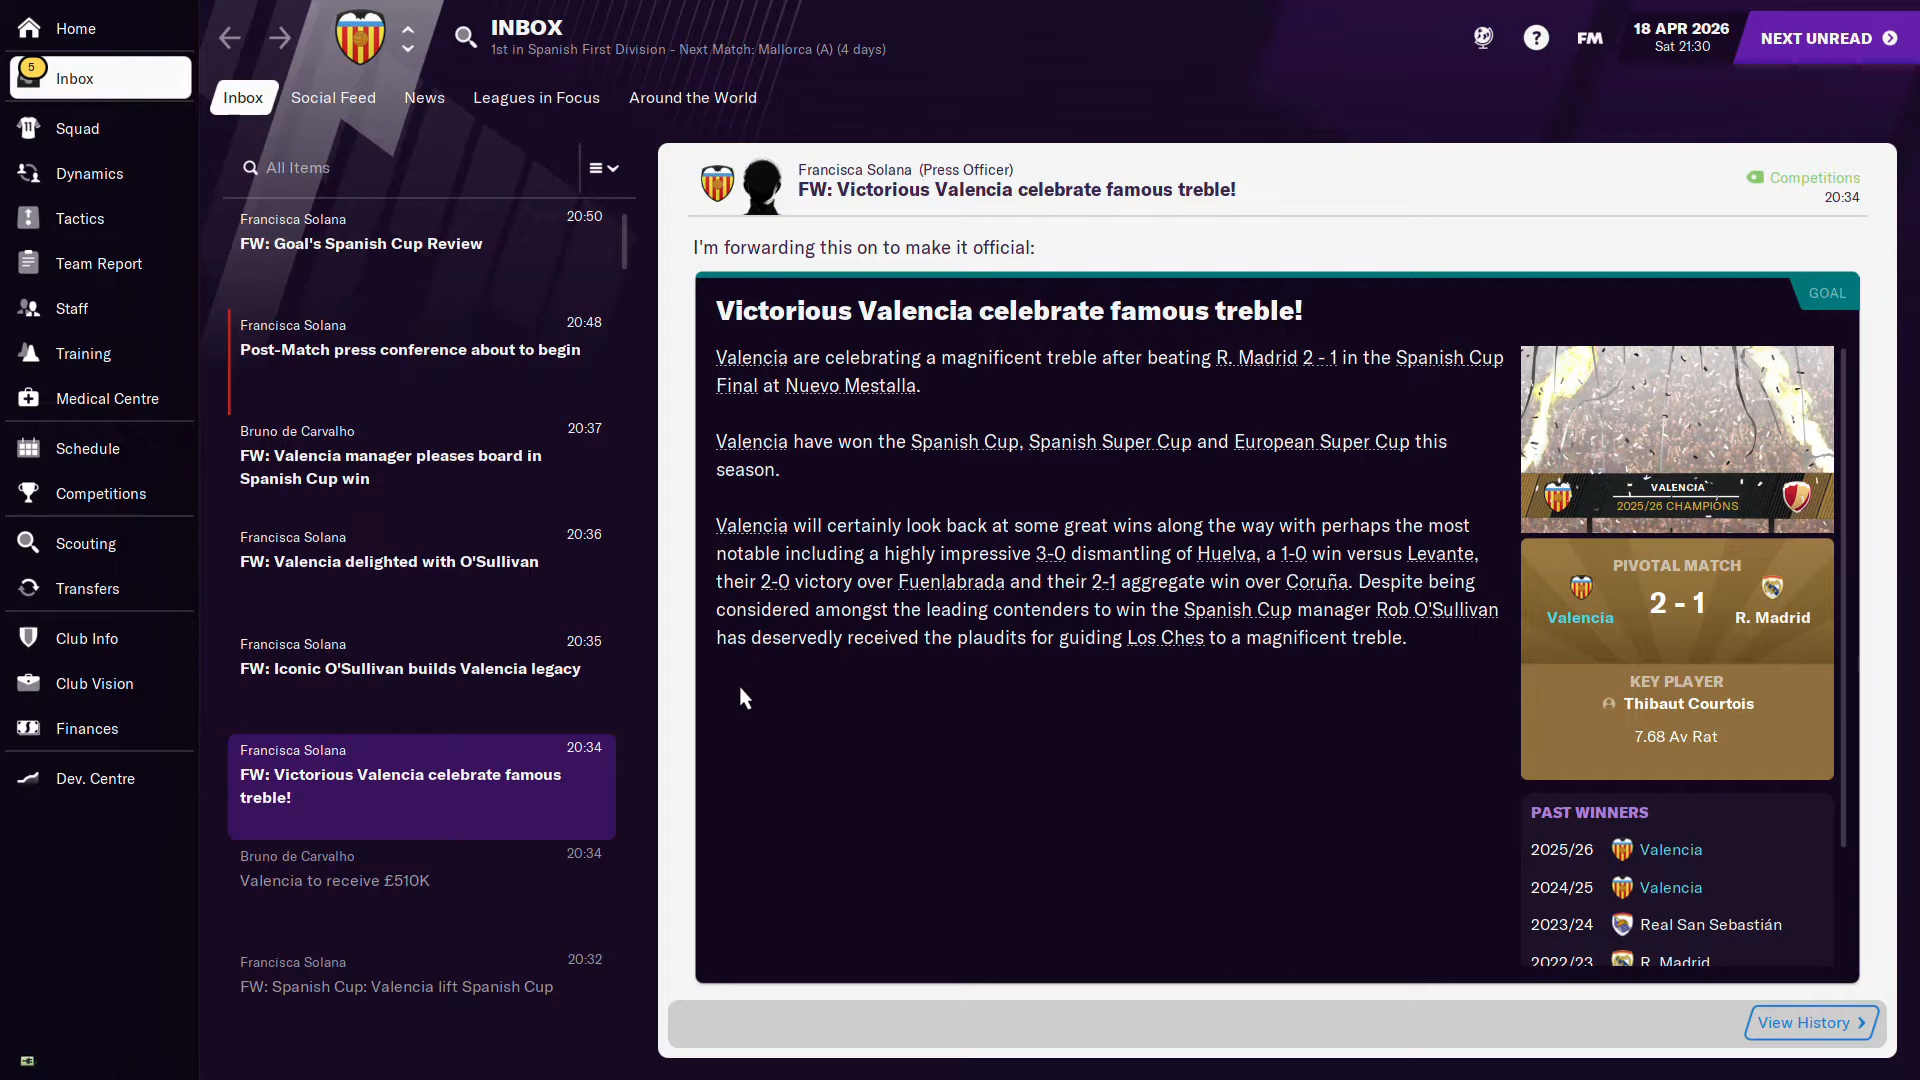 Home
5
Inbox
Squad
Dynamics
Tactics
Team Report
Staff
Training
Medical Centre
Schedule
Competitions
Scouting
Transfers
Club Info
Club Vision
Finances
Dev. Centre
INBOX
1st in Spanish First Division - Next Match: Mallorca (A) (4 days)
FM
18 APR 2026
Sat 21:30
NEXT UNREAD
Inbox
Social Feed
News
Leagues in Focus
Around the World
All Items
Francisca Solana 20:50
FW: Goal's Spanish Cup Review
Francisca Solana 20:48
Post-Match press conference about to begin
Bruno de Carvalho 20:37
FW: Valencia manager pleases board in
Spanish Cup win
Francisca Solana 20:36
FW: Valencia delighted with O'Sullivan
Francisca Solana 20:35
FW: Iconic O'Sullivan builds Valencia legacy
Francisca Solana 20:34
FW: Victorious Valencia celebrate famous
treble!
Bruno de Carvalho 20:34
Valencia to receive £510K
Francisca Solana 20:32
FW: Spanish Cup: Valencia lift Spanish Cup
Francisca Solana (Press Officer)
FW: Victorious Valencia celebrate famous treble!
Competitions
20:34
I'm forwarding this on to make it official:
GOAL
Victorious Valencia celebrate famous treble!
Valencia are celebrating a magnificent treble after beating R. Madrid 2 - 1 in the Spanish Cup
Final at Nuevo Mestalla.
Valencia have won the Spanish Cup, Spanish Super Cup and European Super Cup this
season.
Valencia will certainly look back at some great wins along the way with perhaps the most
notable including a highly impressive 3-0 dismantling of Huelva, a 1-0 win versus Levante,
their 2-0 victory over Fuenlabrada and their 2-1 aggregate win over Coruña. Despite being
considered amongst the leading contenders to win the Spanish Cup manager Rob O'Sullivan
has deservedly received the plaudits for guiding Los Ches to a magnificent treble.
VALENCIA
2025/26 CHAMPIONS
PIVOTAL MATCH
2 - 1
Valencia R. Madrid
KEY PLAYER
Thibaut Courtois
7.68 Av Rat
PAST WINNERS
2025/26 Valencia
2024/25 Valencia
2023/24 Real San Sebastián
2022/23 R. Madrid
View History